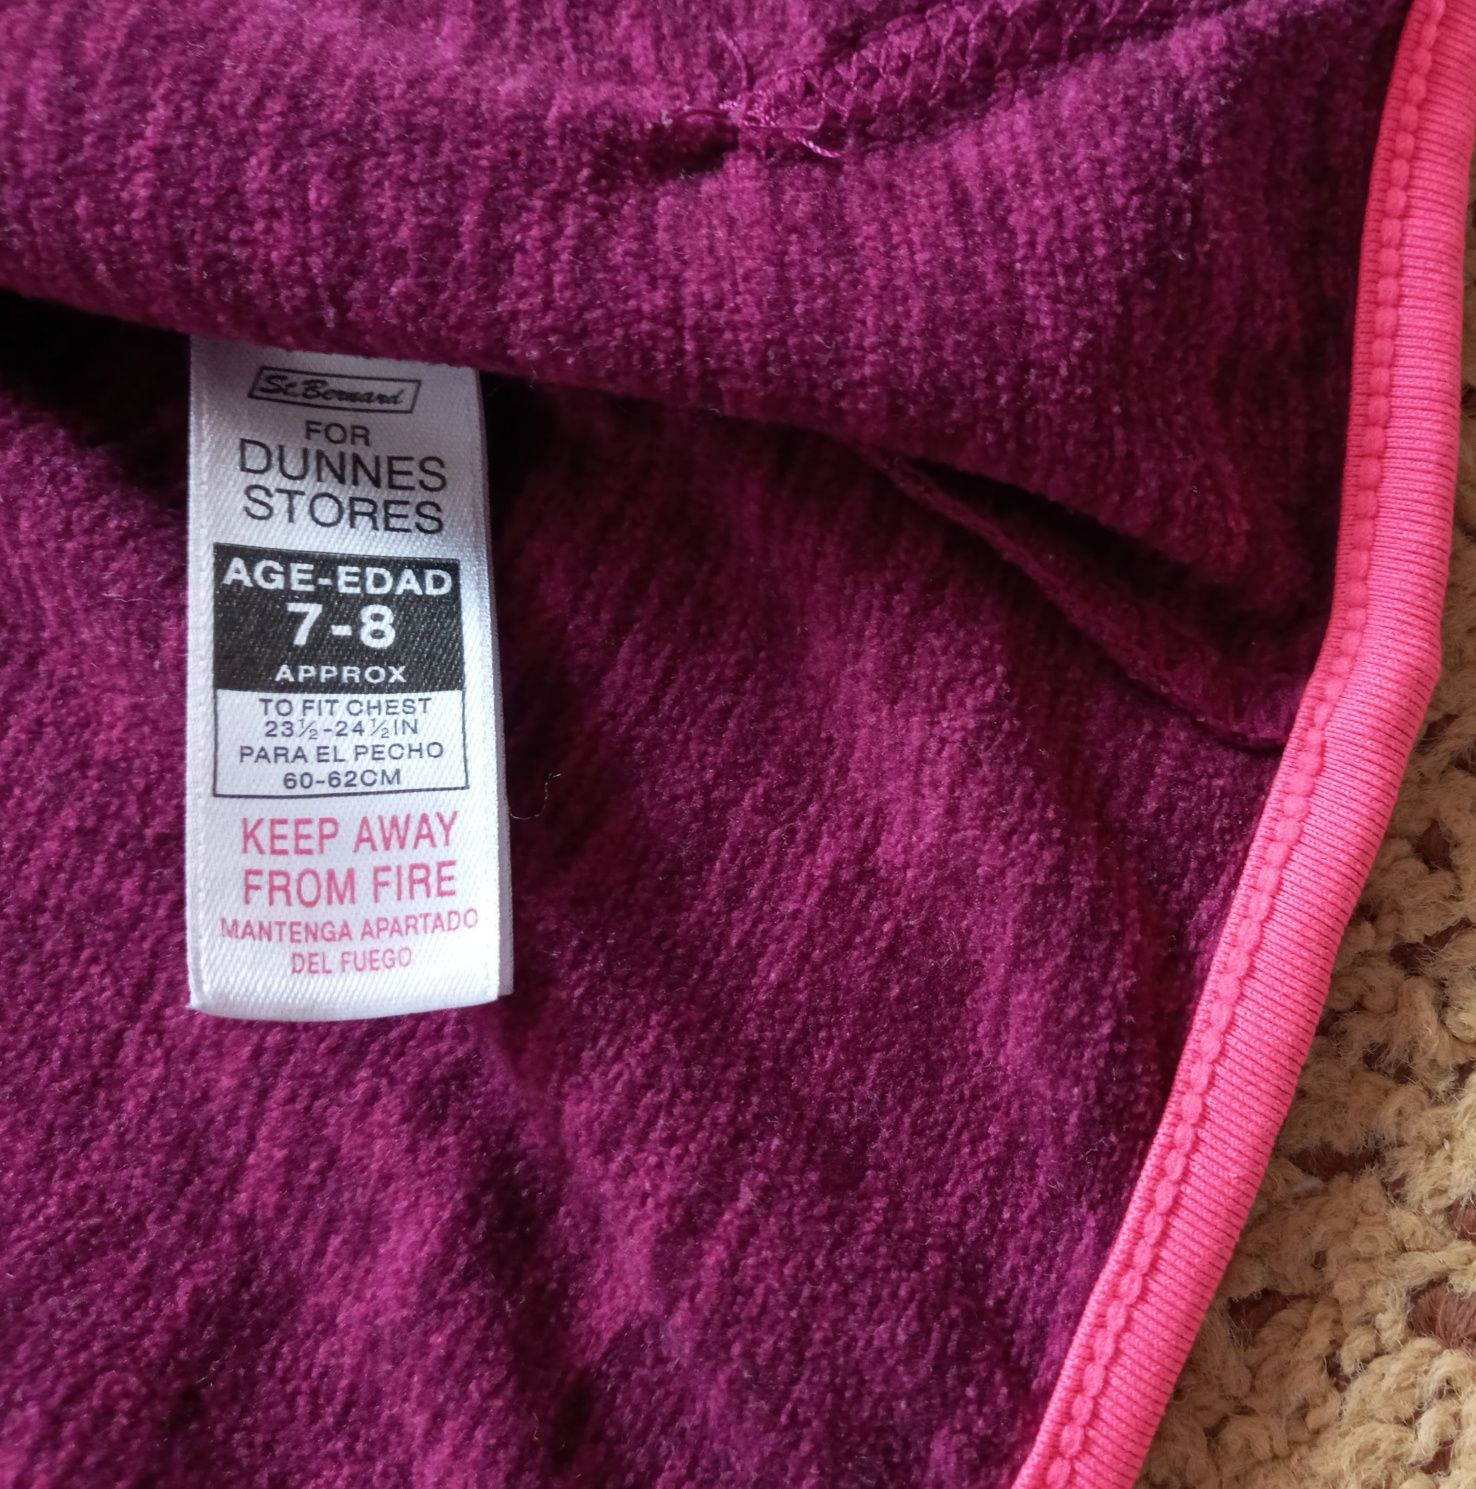 St. Bernard
FOR
DUNNES
STORES
AGE-EDAD
7-8
APPROX
TO FIT CHEST
23½-24½IN
PARA EL PECHO
60-62CM
KEEP AWAY
FROM FIRE
MANTENGA APARTADO
DEL FUEGO